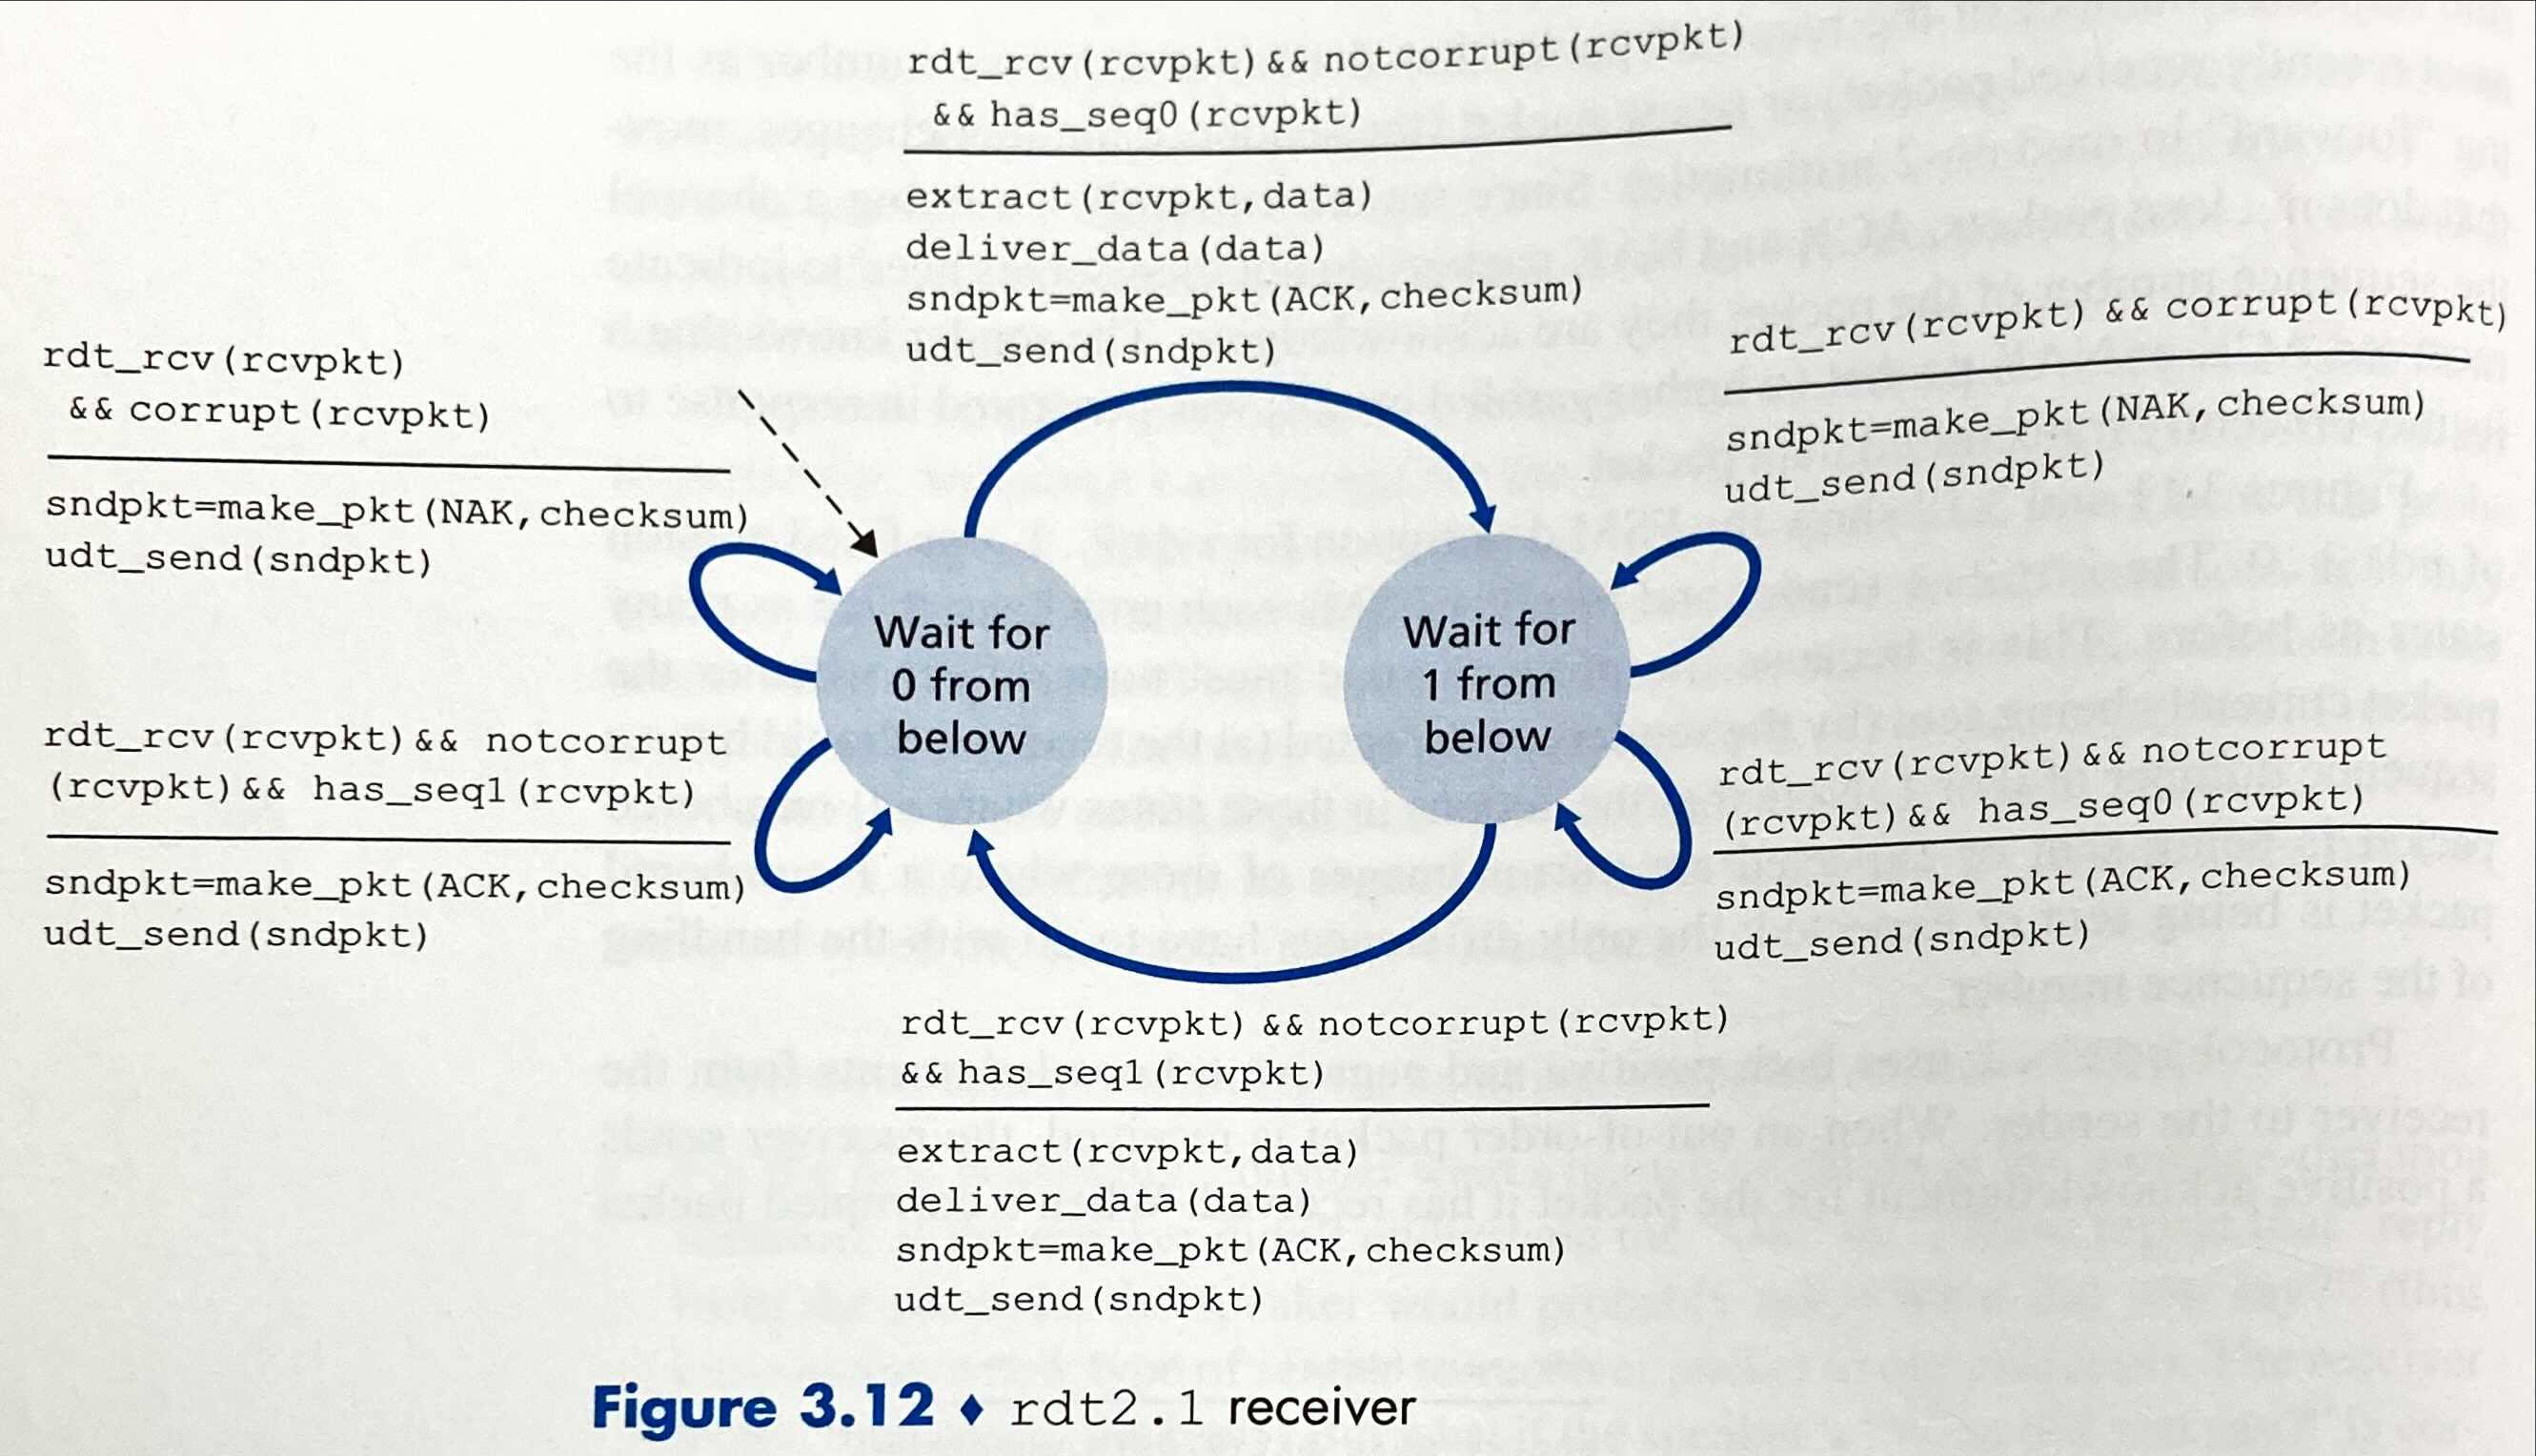 rdt_rcv(rcvpkt) && notcorrupt(rcvpkt)
&& has_seq0(rcvpkt)
extract(rcvpkt,data)
deliver_data(data)
sndpkt=make_pkt(ACK,checksum)
udt_send(sndpkt)
rdt_rcv(rcvpkt)
&& corrupt(rcvpkt)
sndpkt=make_pkt(NAK,checksum)
udt_send(sndpkt)
rdt_rcv(rcvpkt) && corrupt(rcvpkt)
sndpkt=make_pkt(NAK,checksum)
udt_send(sndpkt)
Wait for
0 from
below
Wait for
1 from
below
rdt_rcv(rcvpkt)&& notcorrupt
(rcvpkt)&& has_seq1(rcvpkt)
sndpkt=make_pkt(ACK,checksum)
udt_send(sndpkt)
rdt_rcv(rcvpkt)&& notcorrupt
(rcvpkt)&& has_seq0(rcvpkt)
sndpkt=make_pkt(ACK,checksum)
udt_send(sndpkt)
rdt_rcv(rcvpkt) && notcorrupt(rcvpkt)
&& has_seq1(rcvpkt)
extract(rcvpkt,data)
deliver_data(data)
sndpkt=make_pkt(ACK,checksum)
udt_send(sndpkt)
Figure 3.12 ♦ rdt2.1 receiver